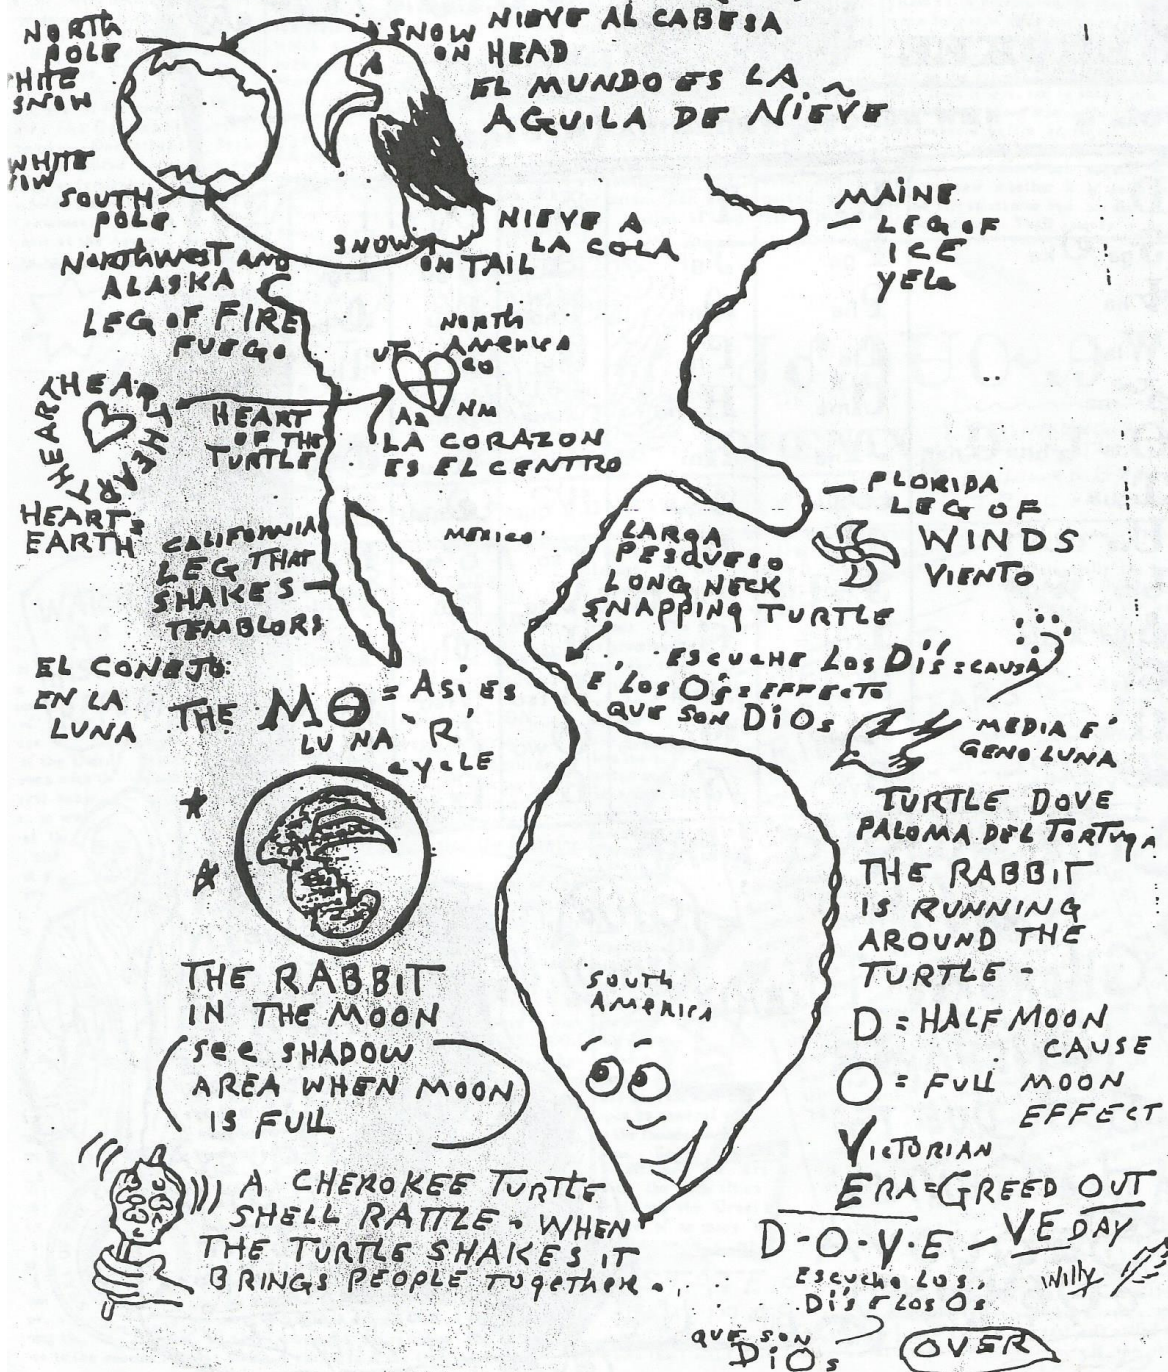 NIEVE AL CABESA
SNOW
ON HEAD
NORTH
POLE
WHITE
SNOW
EL MUNDO ES LA
AGUILA DE NIEVE
WHITE
SOUTH
POLE
NIEVE A
LA COLA
SNOW
ON TAIL
MAINE
LEG OF
ICE
YELO
NORTHWEST AND
ALASKA
LEG OF FIRE
FUEGO
NORTH
AMERICA
UT
CO
AZ
NM
HEARTHEARTHEARTHEARTH
HEART
OF THE
TURTLE
LA CORAZON
ES EL CENTRO
HEARTS
EARTH
FLORIDA
LEG OF
WINDS
VIENTO
CALIFORNIA
LEG THAT
SHAKES
TEMBLORS
MEXICO
LARGA
PESQUESO
LONG NECK
SNAPPING TURTLE
ESCUCHE LOS Dís = CAUSA
E' LOS O's = EFFECTO
QUE SON DiOs
EL CONEJO:
EN LA
LUNA
THE MOON = ASI ES
LUNA 'R'
CYCLE
MEDIA E'
GENO LUNA
TURTLE DOVE
PALOMA DEL TORTUGA
THE RABBIT
IS RUNNING
AROUND THE
TURTLE -
D = HALF MOON
CAUSE
O = FULL MOON
EFFECT
SOUTH
AMERICA
THE RABBIT
IN THE MOON
(SEE SHADOW
AREA WHEN MOON
IS FULL)
VICTORIAN
ERA = GREED OUT
D-O-V-E - VE DAY
Willy
A CHEROKEE TURTLE
SHELL RATTLE - WHEN
THE TURTLE SHAKES IT
BRINGS PEOPLE TOGETHER.
ESCUCHE LOS
D's E LOS Os
QUE SON
DiOs
OVER